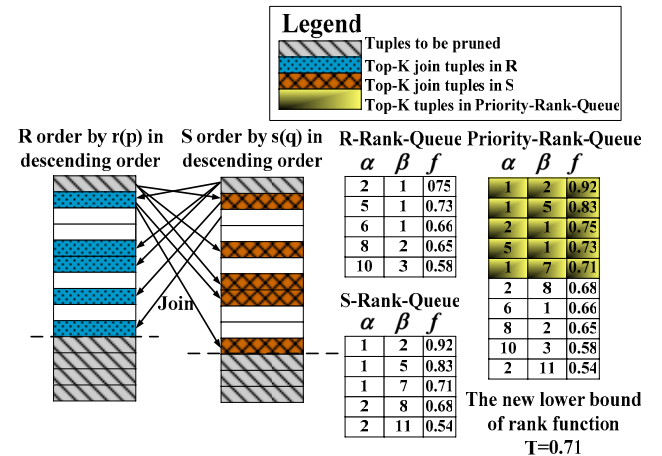 Legend
Tuples to be pruned
Top-K join tuples in R
Top-K join tuples in S
Top-K tuples in Priority-Rank-Queue
R order by r(p) in
descending order
S order by s(q) in
descending order
Join
R-Rank-Queue
α β f
2 1 075
5 1 0.73
6 1 0.66
8 2 0.65
10 3 0.58
S-Rank-Queue
α β f
1 2 0.92
1 5 0.83
1 7 0.71
2 8 0.68
2 11 0.54
Priority-Rank-Queue
α β f
1 2 0.92
1 5 0.83
2 1 0.75
5 1 0.73
1 7 0.71
2 8 0.68
6 1 0.66
8 2 0.65
10 3 0.58
2 11 0.54
The new lower bound
of rank function
T=0.71